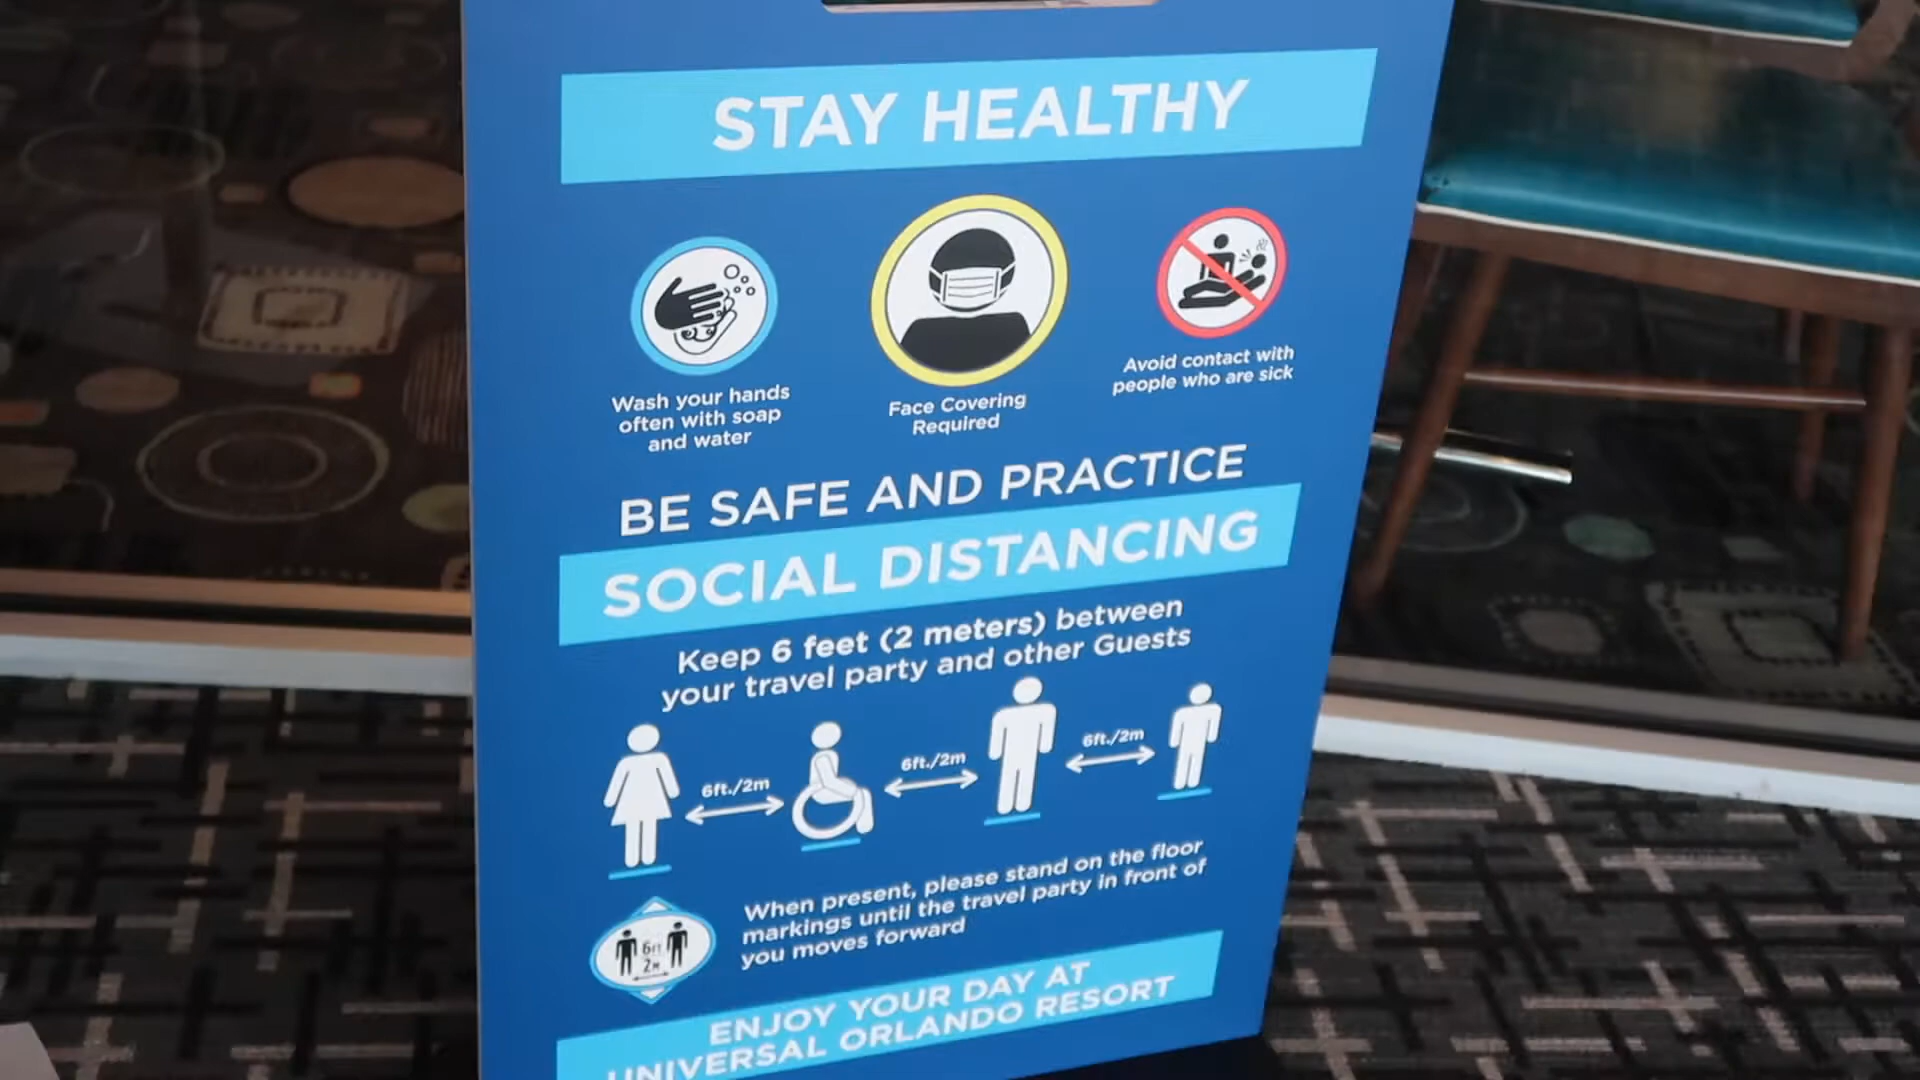 STAY HEALTHY
Wash your hands
often with soap
and water
Face Covering
Required
Avoid contact with
people who are sick
BE SAFE AND PRACTICE
SOCIAL DISTANCING
Keep 6 feet (2 meters) between
your travel party and other Guests
6ft./2m
6ft./2m
6ft./2m
When present, please stand on the floor
markings until the travel party in front of
you moves forward
6FT
2M
ENJOY YOUR DAY AT
UNIVERSAL ORLANDO RESORT